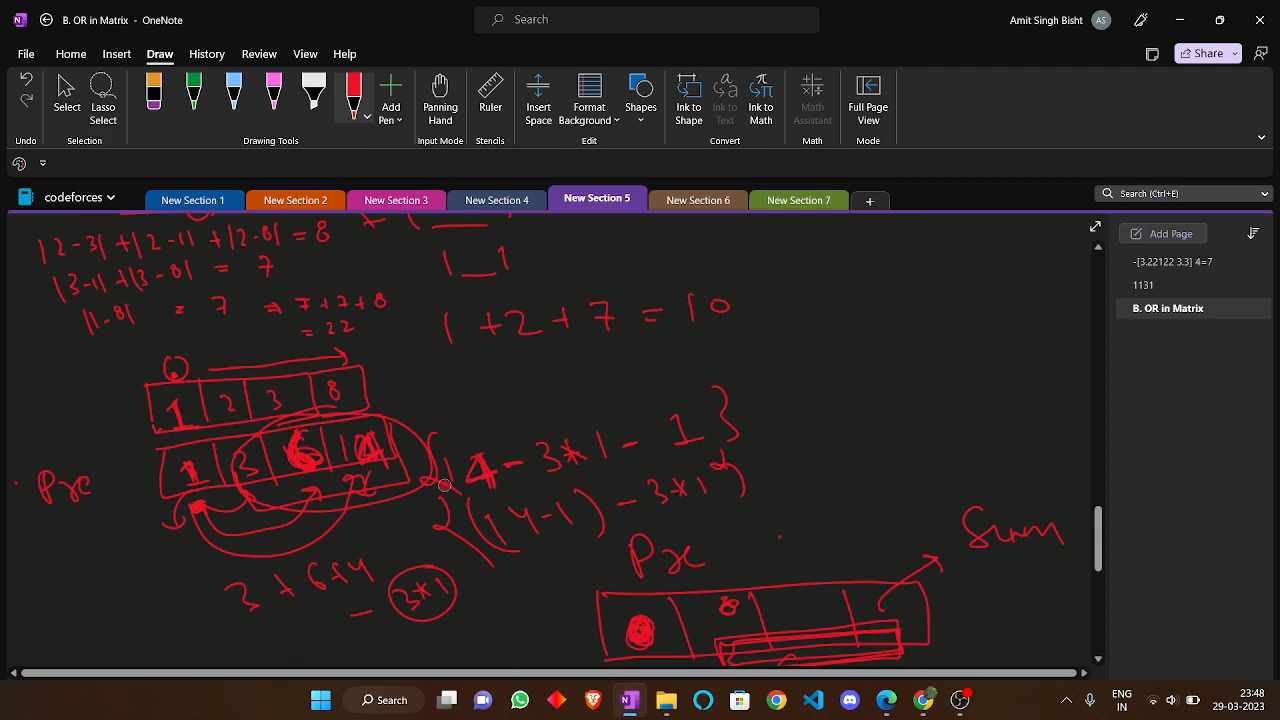 B. OR in Matrix - OneNote
Search
Amit Singh Bisht
AS
File Home Insert Draw History Review View Help
Share
Select
Lasso Select
Add Pen
Panning Hand
Ruler
Insert Space
Format Background
Shapes
Ink to Shape
Ink to Text
Ink to Math
Math Assistant
Full Page View
Undo
Selection
Drawing Tools
Input Mode
Stencils
Edit
Convert
Mode
codeforces
New Section 1
New Section 2
New Section 3
New Section 4
New Section 5
New Section 6
New Section 7
Search (Ctrl+E)
Add Page
-[3.22122 3.3] 4=7
1131
B. OR in Matrix
|2-3| + |2-1| + |2-8| = 8
|3-1| + |3-8| = 7
|1-8| = 7 ⇒ 7+7+8
= 22
1 + 2 + 7 = 10
1 2 3 8
Pre
1 3 6 14
14 - 3*1 - 1 }
(14-1) - 3*1
3 + 6 + 4
- 3*1
Pre
Sum
Search
ENG
IN
23:48
29-03-2023